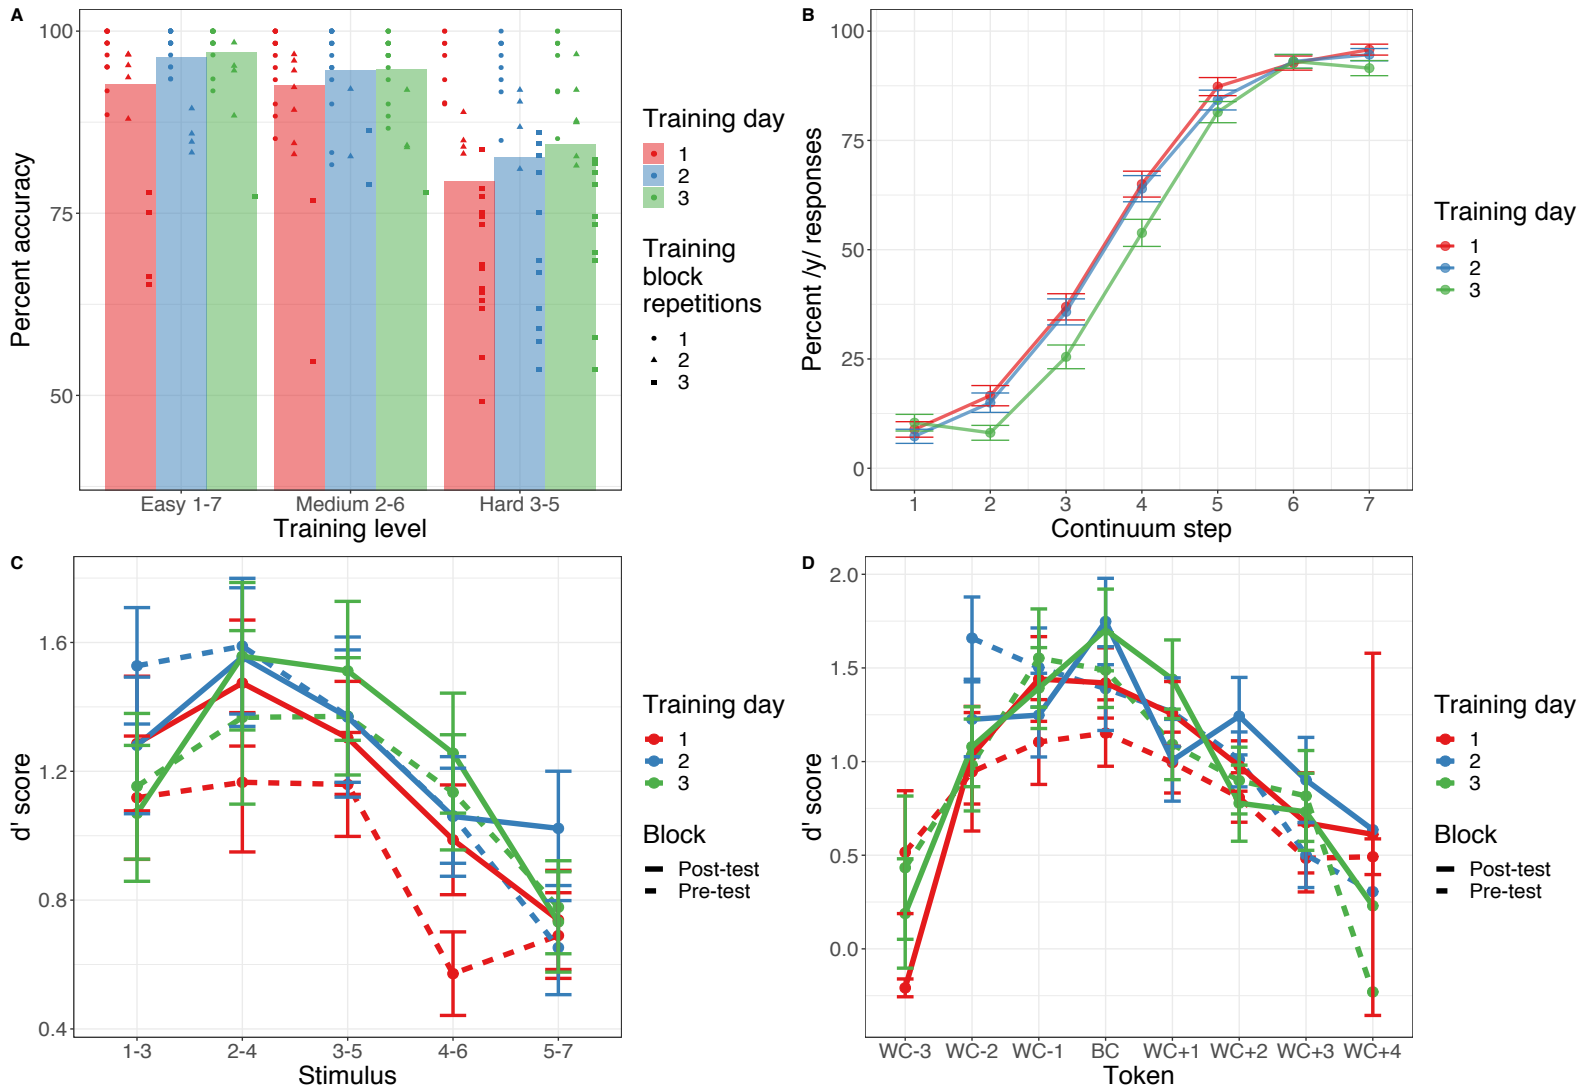 A
100
75
50
Percent accuracy
Easy 1-7
Medium 2-6
Hard 3-5
Training level
Training day
1
2
3
Training
block
repetitions
1
2
3
B
100
75
50
25
0
Percent /y/ responses
1 2 3 4 5 6 7
Continuum step
Training day
1
2
3
C
1.6
1.2
0.8
0.4
d' score
1-3 2-4 3-5 4-6 5-7
Stimulus
Training day
1
2
3
Block
Post-test
Pre-test
D
2.0
1.5
1.0
0.5
0.0
d' score
WC-3 WC-2 WC-1 BC WC+1 WC+2 WC+3 WC+4
Token
Training day
1
2
3
Block
Post-test
Pre-test